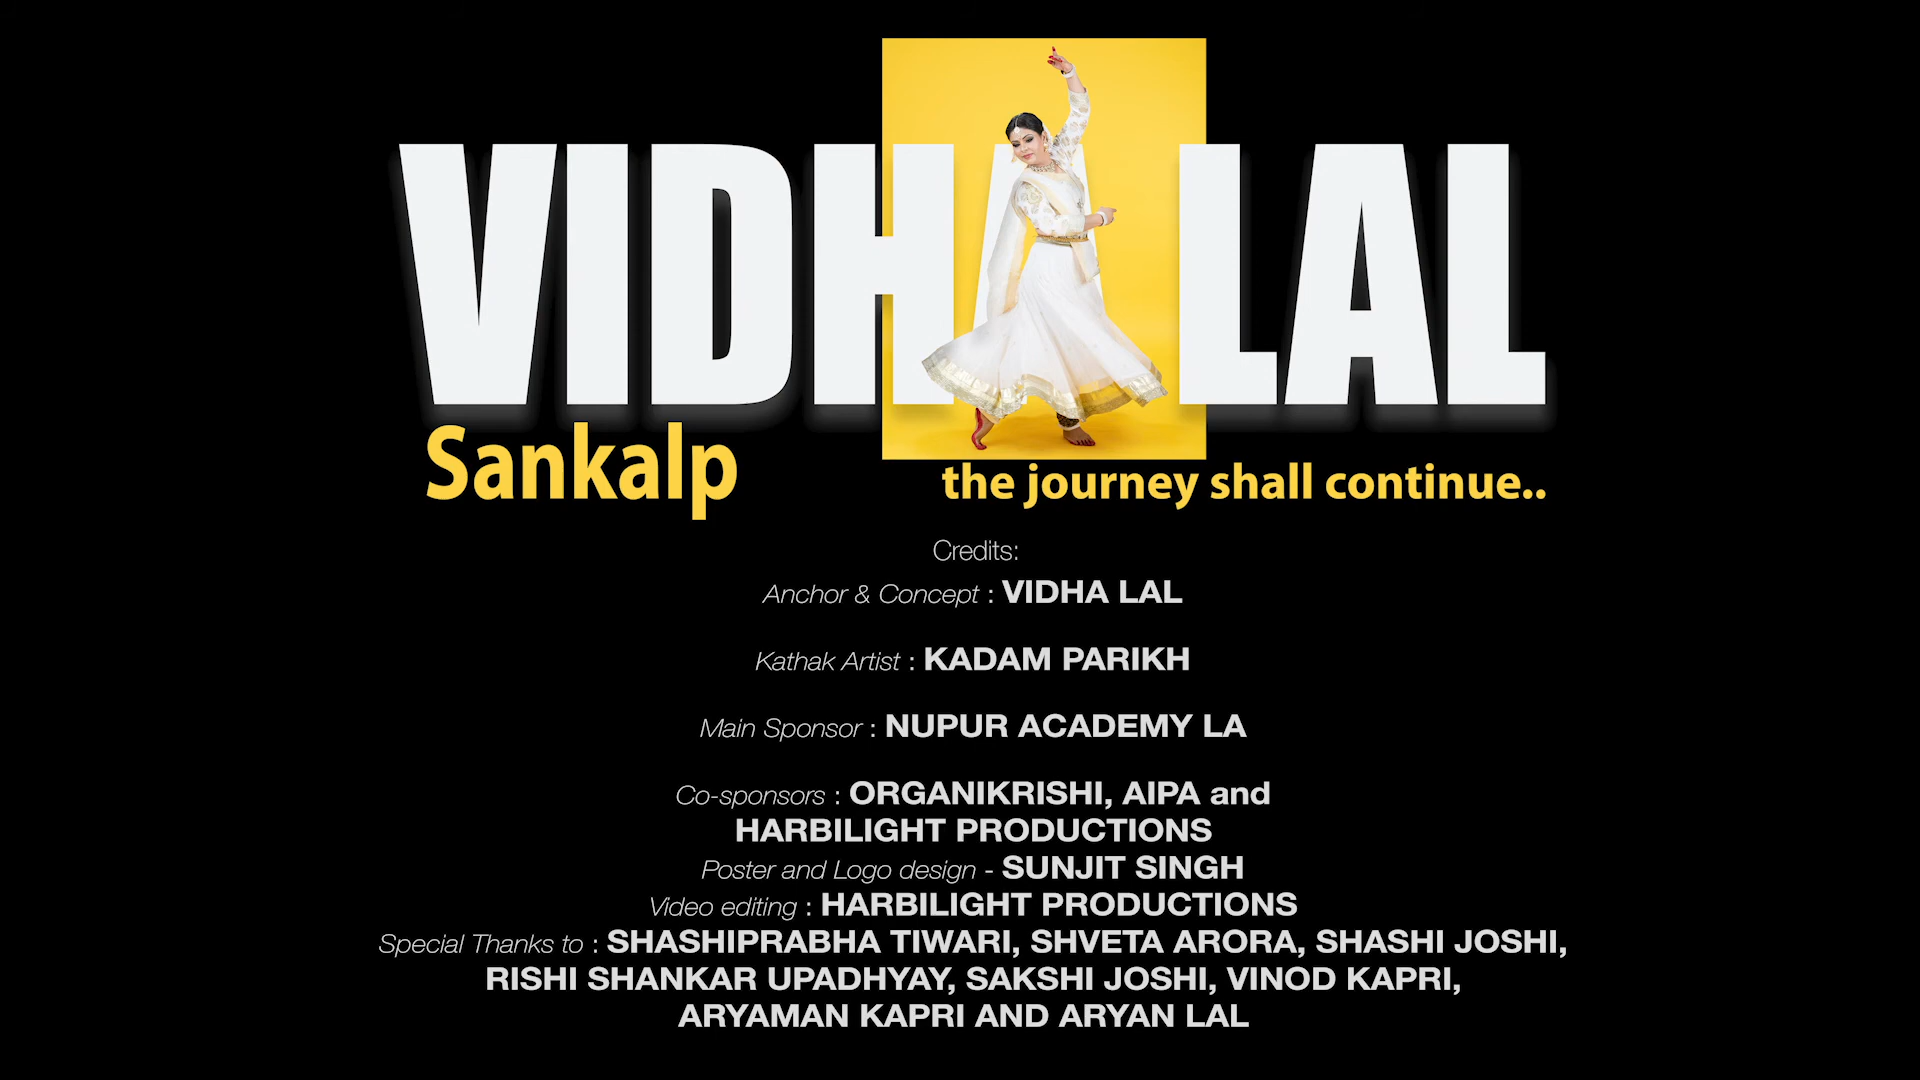 VIDHA LAL
Sankalp
the journey shall continue..
Credits:
Anchor & Concept : VIDHA LAL
Kathak Artist : KADAM PARIKH
Main Sponsor : NUPUR ACADEMY LA
Co-sponsors : ORGANIKRISHI, AIPA and
HARBILIGHT PRODUCTIONS
Poster and Logo design - SUNJIT SINGH
Video editing : HARBILIGHT PRODUCTIONS
Special Thanks to : SHASHIPRABHA TIWARI, SHVETA ARORA, SHASHI JOSHI,
RISHI SHANKAR UPADHYAY, SAKSHI JOSHI, VINOD KAPRI,
ARYAMAN KAPRI AND ARYAN LAL